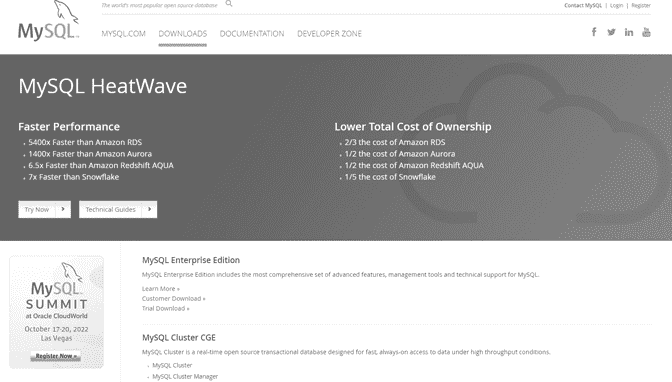 The world's most popular open source database
Contact MySQL | Login | Register
MySQL™
MYSQL.COM DOWNLOADS DOCUMENTATION DEVELOPER ZONE
MySQL HeatWave
Faster Performance
5400x Faster than Amazon RDS
1400x Faster than Amazon Aurora
6.5x Faster than Amazon Redshift AQUA
7x Faster than Snowflake
Lower Total Cost of Ownership
2/3 the cost of Amazon RDS
1/2 the cost of Amazon Aurora
1/2 the cost of Amazon Redshift AQUA
1/5 the cost of Snowflake
Try Now
Technical Guides
MySQL
SUMMIT
at Oracle CloudWorld
October 17-20, 2022
Las Vegas
Register Now »
MySQL Enterprise Edition
MySQL Enterprise Edition includes the most comprehensive set of advanced features, management tools and technical support for MySQL.
Learn More »
Customer Download »
Trial Download »
MySQL Cluster CGE
MySQL Cluster is a real-time open source transactional database designed for fast, always-on access to data under high throughput conditions.
MySQL Cluster
MySQL Cluster Manager